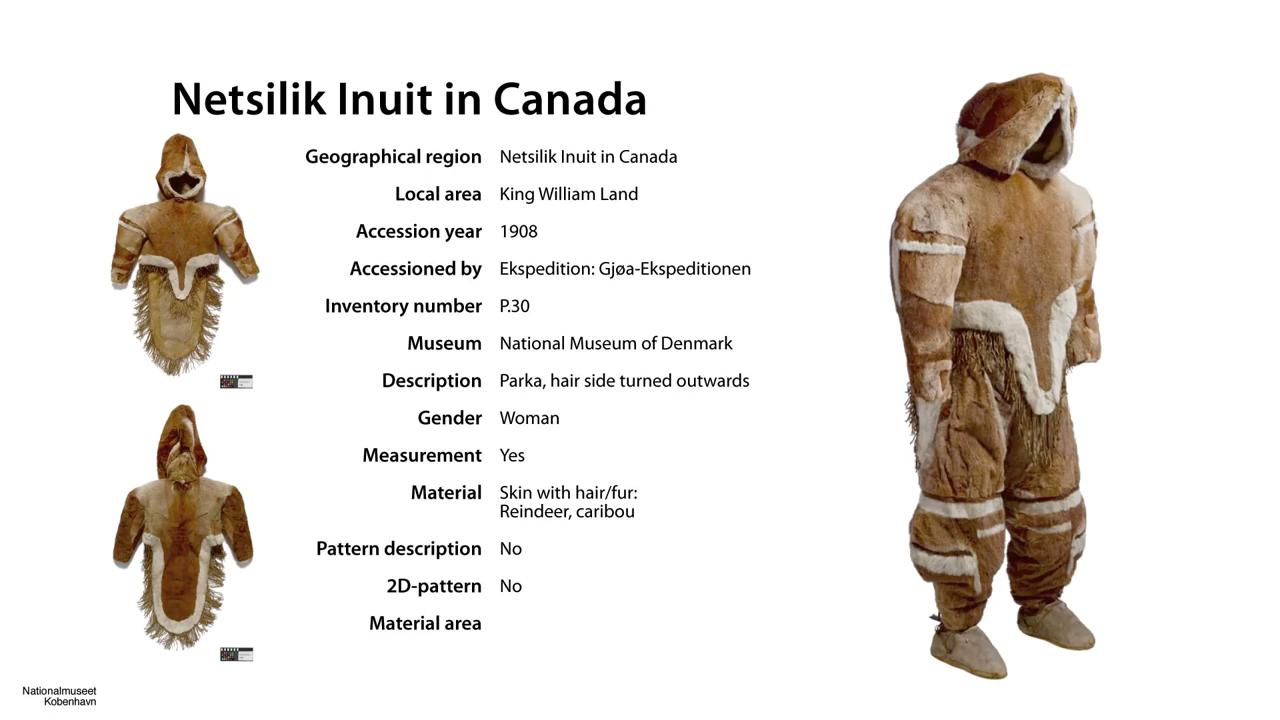 Netsilik Inuit in Canada
Geographical region Netsilik Inuit in Canada
Local area King William Land
Accession year 1908
Accessioned by Ekspedition: Gjøa-Ekspeditionen
Inventory number P.30
Museum National Museum of Denmark
Description Parka, hair side turned outwards
Gender Woman
Measurement Yes
Material Skin with hair/fur:
Reindeer, caribou
Pattern description No
2D-pattern No
Material area
Nationalmuseet
Kobenhavn